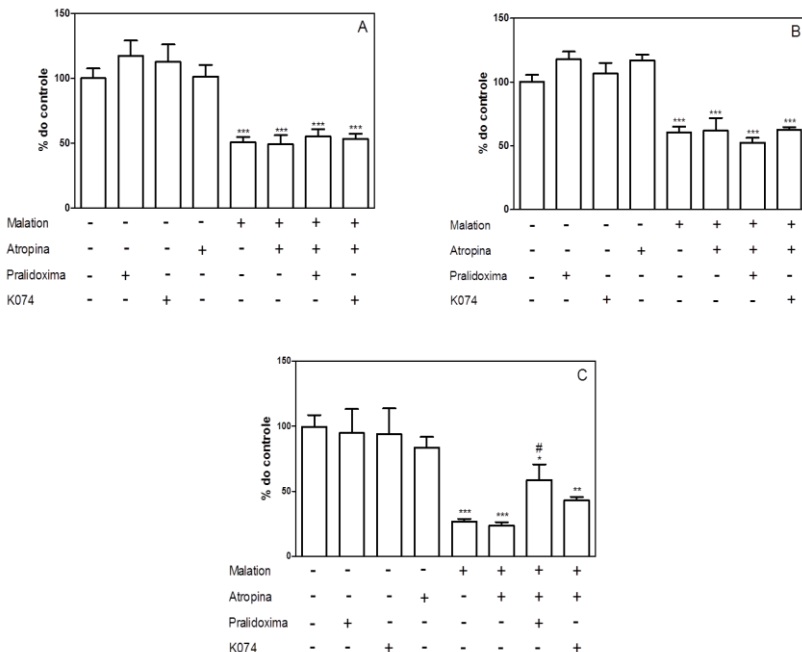 150
A
100
% do controle
***
***
***
***
50
0
Malation - - - - + + + +
Atropina - - - + - + + +
Pralidoxima - + - - - - + -
K074 - - + - - - - +
150
B
100
% do controle
***
***
***
***
50
0
Malation - - - - + + + +
Atropina - - - + - + + +
Pralidoxima - + - - - - + -
K074 - - + - - - - +
150
C
100
% do controle
#
*
**
50
***
***
0
Malation - - - - + + + +
Atropina - - - + - + + +
Pralidoxima - + - - - - + -
K074 - - + - - - - +